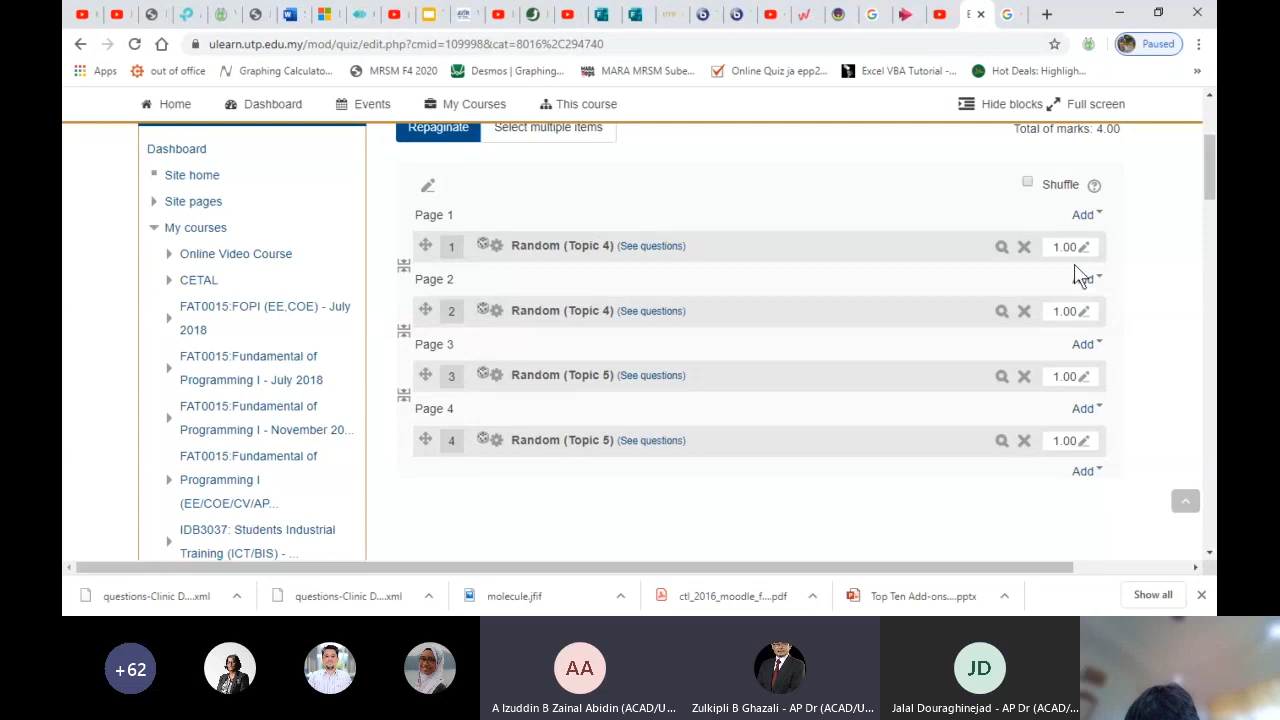 E
ulearn.utp.edu.my/mod/quiz/edit.php?cmid=109998&cat=8016%2C294740
Paused
Apps
out of office
Graphing Calculato...
MRSM F4 2020
Desmos | Graphing...
MARA MRSM Sube...
Online Quiz ja epp2...
Excel VBA Tutorial -...
Hot Deals: Highligh...
»
Home
Dashboard
Events
My Courses
This course
Hide blocks
Full screen
Repaginate
Select multiple items
Total of marks: 4.00
Dashboard
Site home
Site pages
My courses
Online Video Course
CETAL
FAT0015:FOPI (EE,COE) - July
2018
FAT0015:Fundamental of
Programming I - July 2018
FAT0015:Fundamental of
Programming I - November 20...
FAT0015:Fundamental of
Programming I
(EE/COE/CV/AP...
IDB3037: Students Industrial
Training (ICT/BIS) - ...
Shuffle
Page 1
Add
1 Random (Topic 4) (See questions) 1.00
Page 2
2 Random (Topic 4) (See questions) 1.00
Page 3
Add
3 Random (Topic 5) (See questions) 1.00
Page 4
Add
4 Random (Topic 5) (See questions) 1.00
Add
questions-Clinic D....xml
questions-Clinic D....xml
molecule.jfif
ctl_2016_moodle_f....pdf
Top Ten Add-ons....pptx
Show all
+62
AA
JD
A Izuddin B Zainal Abidin (ACAD/U...
Zulkipli B Ghazali - AP Dr (ACAD/U...
Jalal Douraghinejad - AP Dr (ACAD/...